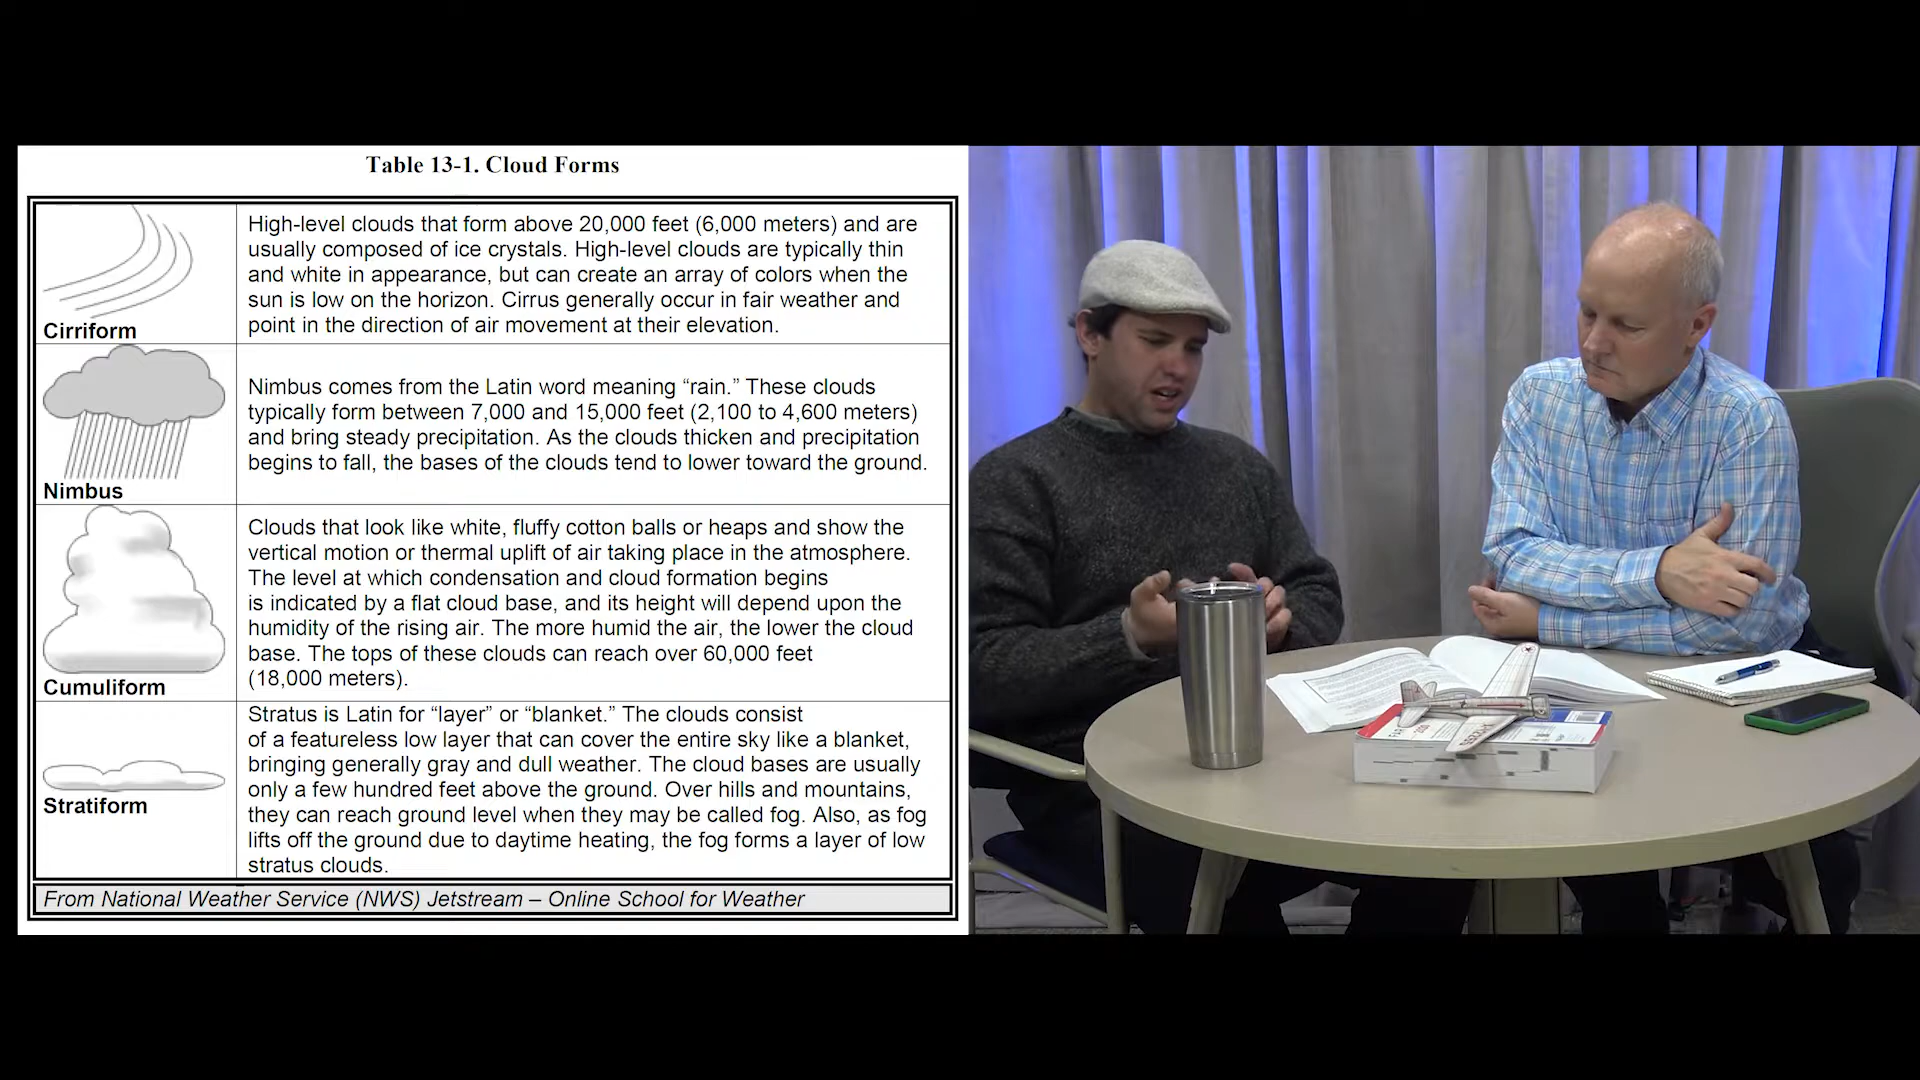 Table 13-1. Cloud Forms
Cirriform
High-level clouds that form above 20,000 feet (6,000 meters) and are
usually composed of ice crystals. High-level clouds are typically thin
and white in appearance, but can create an array of colors when the
sun is low on the horizon. Cirrus generally occur in fair weather and
point in the direction of air movement at their elevation.
Nimbus
Nimbus comes from the Latin word meaning “rain.” These clouds
typically form between 7,000 and 15,000 feet (2,100 to 4,600 meters)
and bring steady precipitation. As the clouds thicken and precipitation
begins to fall, the bases of the clouds tend to lower toward the ground.
Cumuliform
Clouds that look like white, fluffy cotton balls or heaps and show the
vertical motion or thermal uplift of air taking place in the atmosphere.
The level at which condensation and cloud formation begins
is indicated by a flat cloud base, and its height will depend upon the
humidity of the rising air. The more humid the air, the lower the cloud
base. The tops of these clouds can reach over 60,000 feet
(18,000 meters).
Stratiform
Stratus is Latin for “layer” or “blanket.” The clouds consist
of a featureless low layer that can cover the entire sky like a blanket,
bringing generally gray and dull weather. The cloud bases are usually
only a few hundred feet above the ground. Over hills and mountains,
they can reach ground level when they may be called fog. Also, as fog
lifts off the ground due to daytime heating, the fog forms a layer of low
stratus clouds.
From National Weather Service (NWS) Jetstream – Online School for Weather